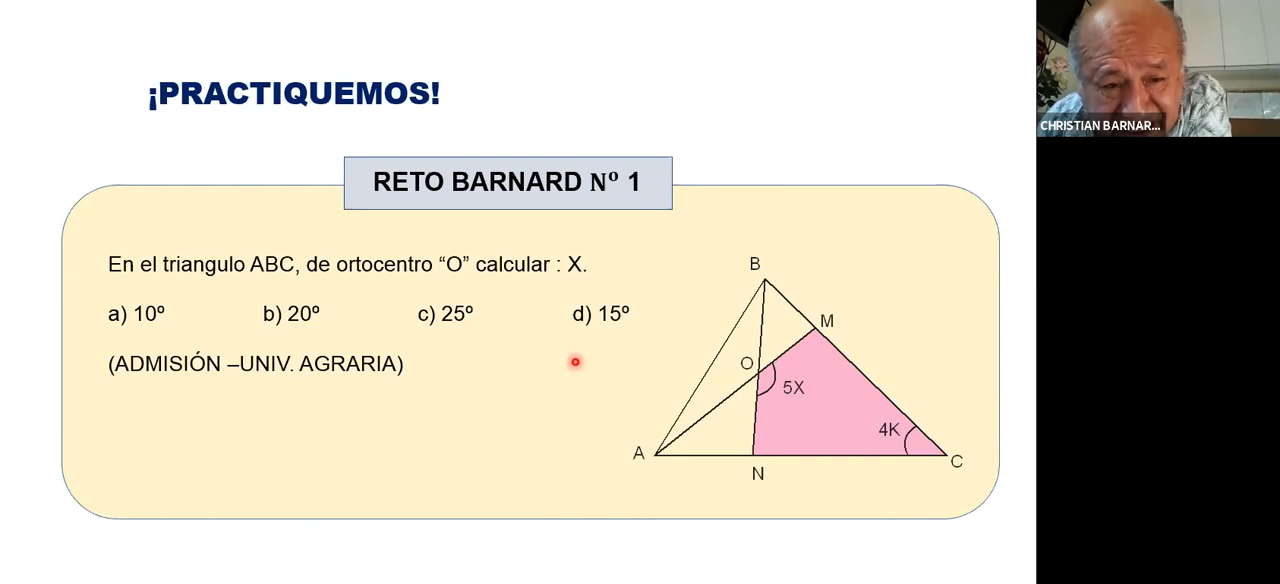 ¡PRACTIQUEMOS!
RETO BARNARD Nº 1
En el triangulo ABC, de ortocentro “O” calcular : X.
a) 10º b) 20º c) 25º d) 15º
(ADMISIÓN –UNIV. AGRARIA)
B
M
O
5X
4K
A
C
N
CHRISTIAN BARNAR...